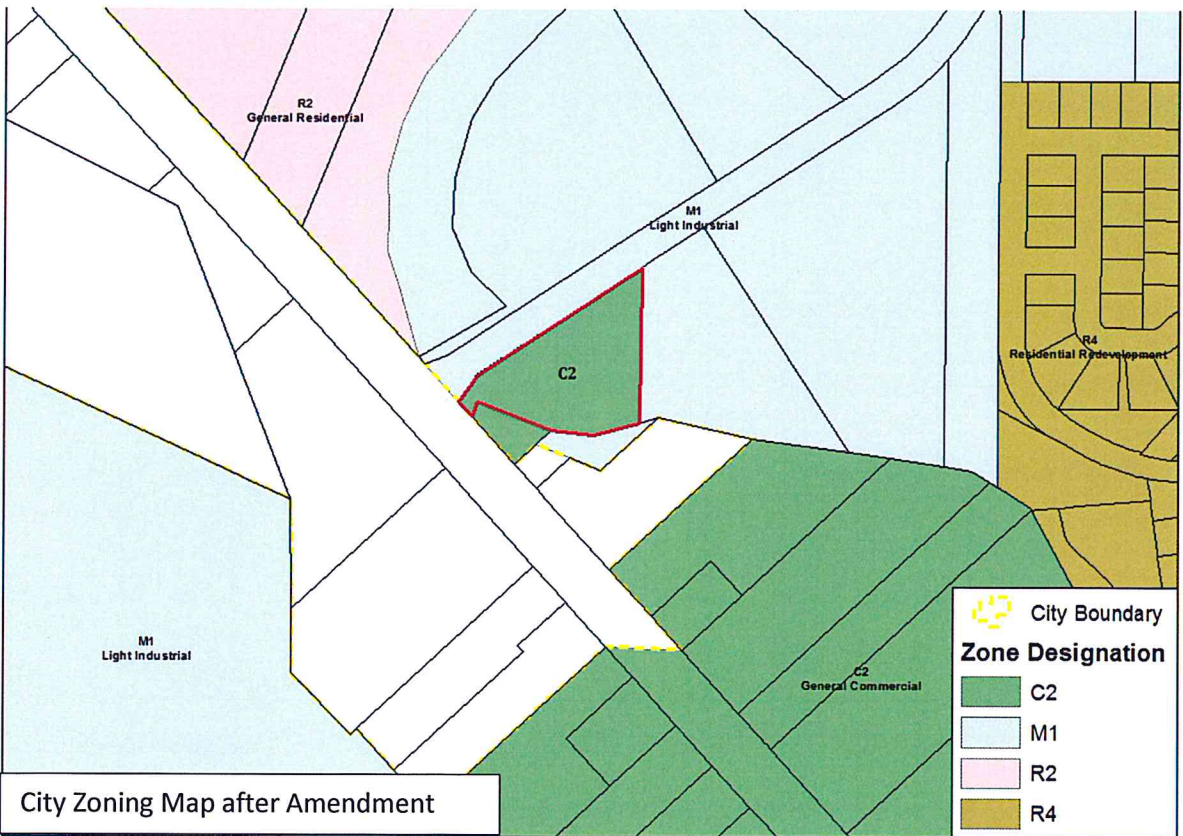 R2
General Residential
M1
Light Industrial
C2
R4
Residential Redevelopment
M1
Light Industrial
C2
General Commercial
City Boundary
Zone Designation
C2
M1
R2
R4
City Zoning Map after Amendment